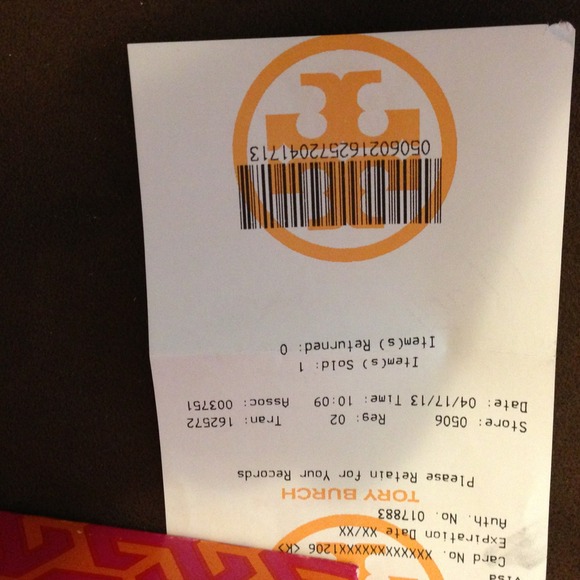 Visa
Card No. XXXXXXXXXXXX1206 <K>
Expiration Date XX/XX
Auth. No. 017883
TORY BURCH
Please Retain For Your Records
Store: 0506 Reg: 02 Tran: 162572
Date: 04/17/13 Time: 10:09 Assoc: 003751
Item(s) Sold: 1
Item(s) Returned: 0
050602162572041713